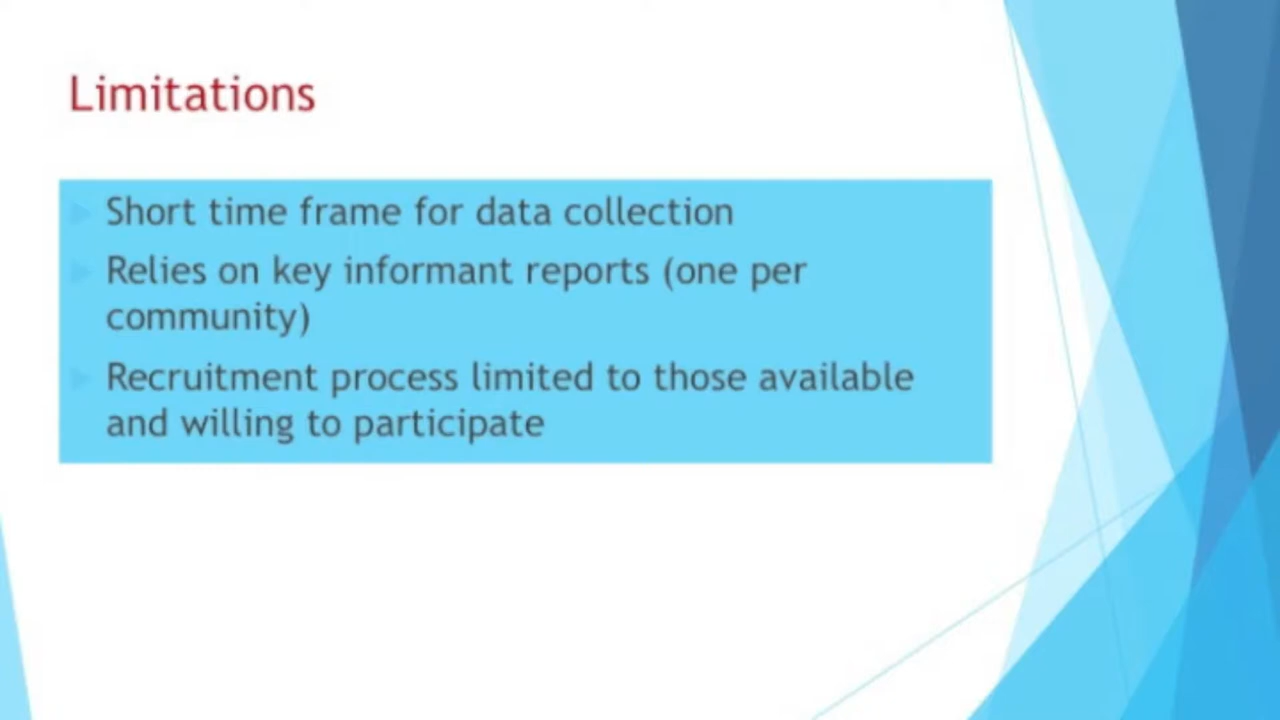 Limitations
Short time frame for data collection
Relies on key informant reports (one per
community)
Recruitment process limited to those available
and willing to participate